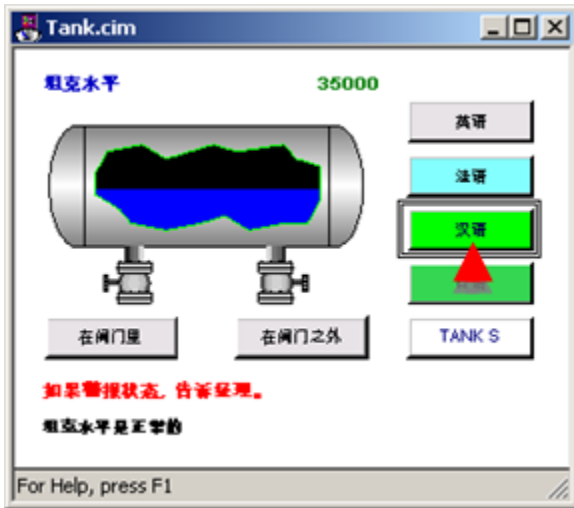 Tank.cim
坦克水平
35000
英语
法语
汉语
在阀门里
在阀门之外
TANK S
如果警报状态, 告诉经理。
坦克水平是正常的
For Help, press F1